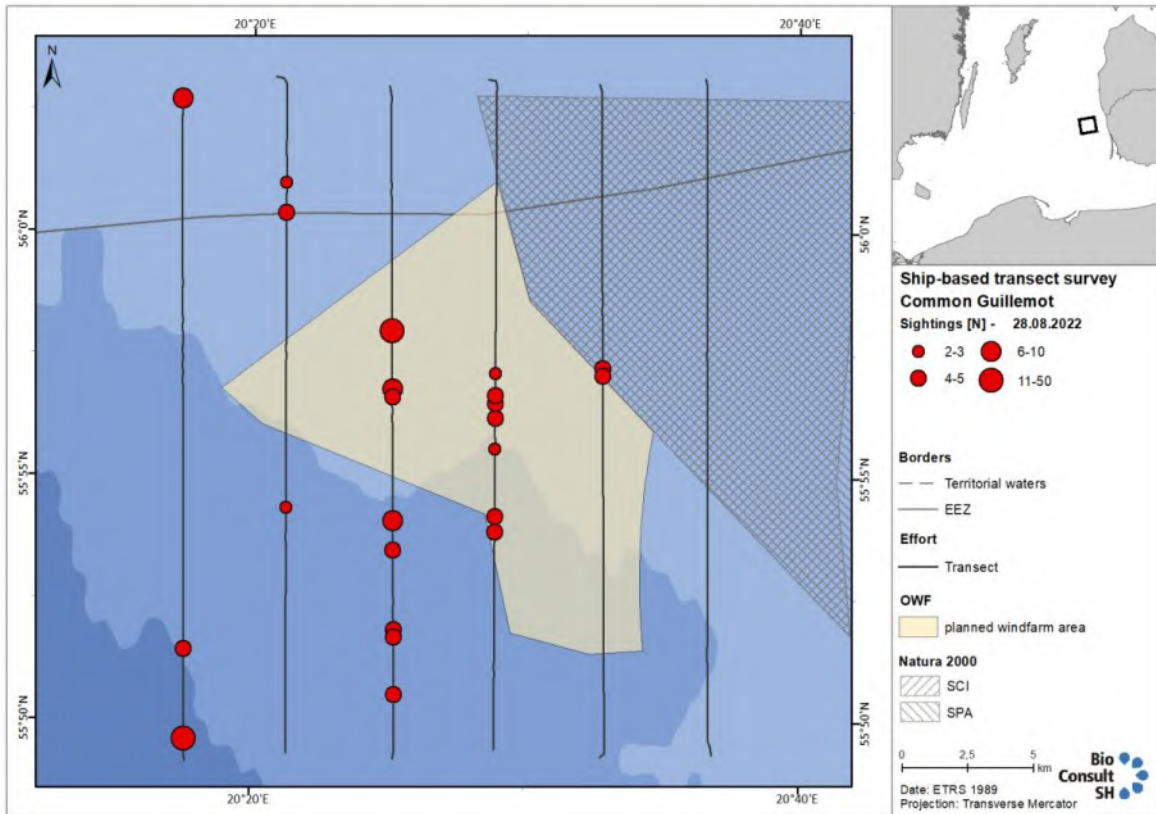 20°20'E
20°40'E
N
56°0'N
56°0'N
55°55'N
55°55'N
55°50'N
55°50'N
20°20'E
20°40'E
Ship-based transect survey
Common Guillemot
Sightings [N] - 28.08.2022
2-3 6-10
4-5 11-50
Borders
Territorial waters
EEZ
Effort
Transect
OWF
planned windfarm area
Natura 2000
SCI
SPA
0 2,5 5
km
Date: ETRS 1989
Projection: Transverse Mercator
Bio
Consult
SH